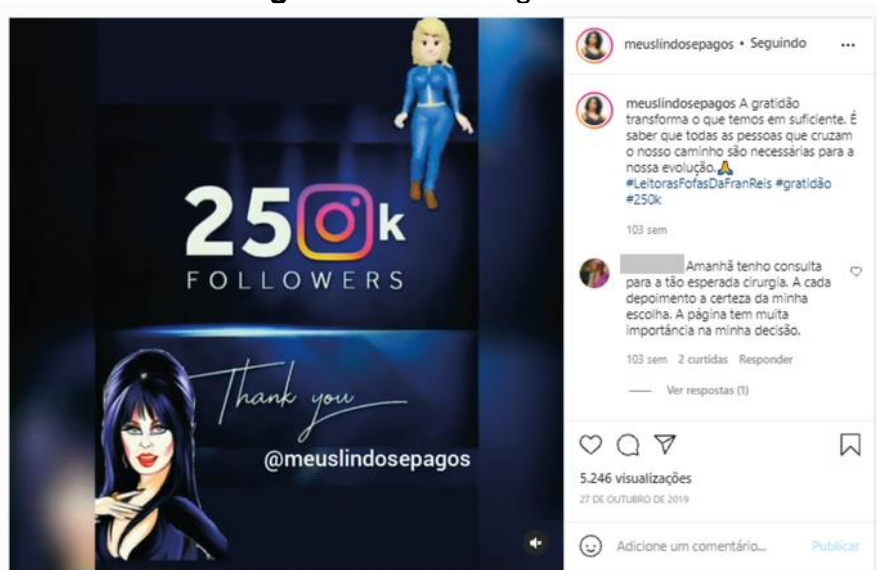 250k
FOLLOWERS
Thank you
@meuslindosepagos
meuslindosepagos • Seguindo
meuslindosepagos A gratidão
transforma o que temos em suficiente. É
saber que todas as pessoas que cruzam
o nosso caminho são necessárias para a
nossa evolução.🙏
#LeitorasFofasDaFranReis #gratidão
#250k
103 sem
Amanhã tenho consulta
para a tão esperada cirurgia. A cada
depoimento a certeza da minha
escolha. A página tem muita
importância na minha decisão.
103 sem 2 curtidas Responder
Ver respostas (1)
5.246 visualizações
27 DE OUTUBRO DE 2019
Adicione um comentário... Publicar